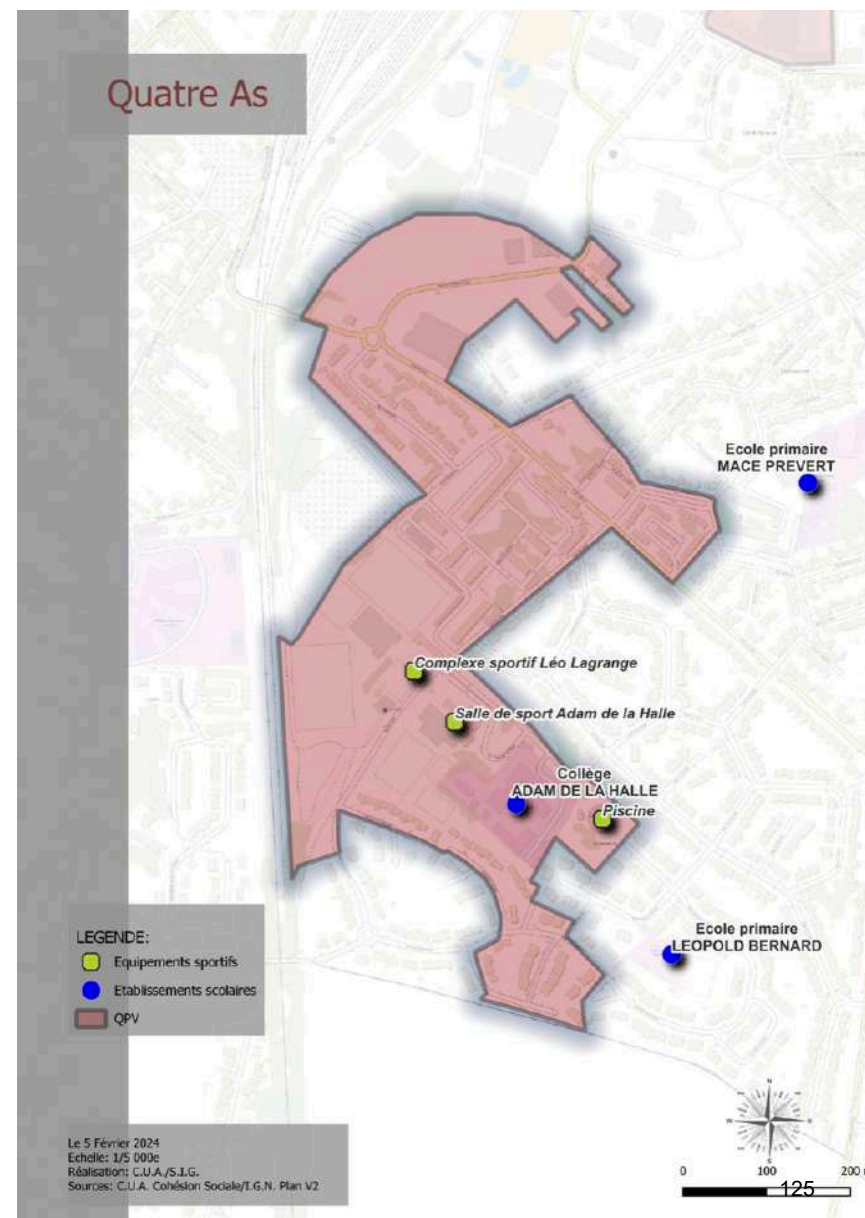 Quatre As
Ecole primaire
MACE PREVERT
Complexe sportif Léo Lagrange
Salle de sport Adam de la Halle
Collège
ADAM DE LA HALLE
Piscine
Ecole primaire
LEOPOLD BERNARD
LEGENDE:
Equipements sportifs
Etablissements scolaires
QPV
N
W
E
S
Le 5 Février 2024
Echelle: 1/5 000e
Réalisation: C.U.A./S.I.G.
Sources: C.U.A. Cohésion Sociale/I.G.N. Plan V2
0 100 200
125